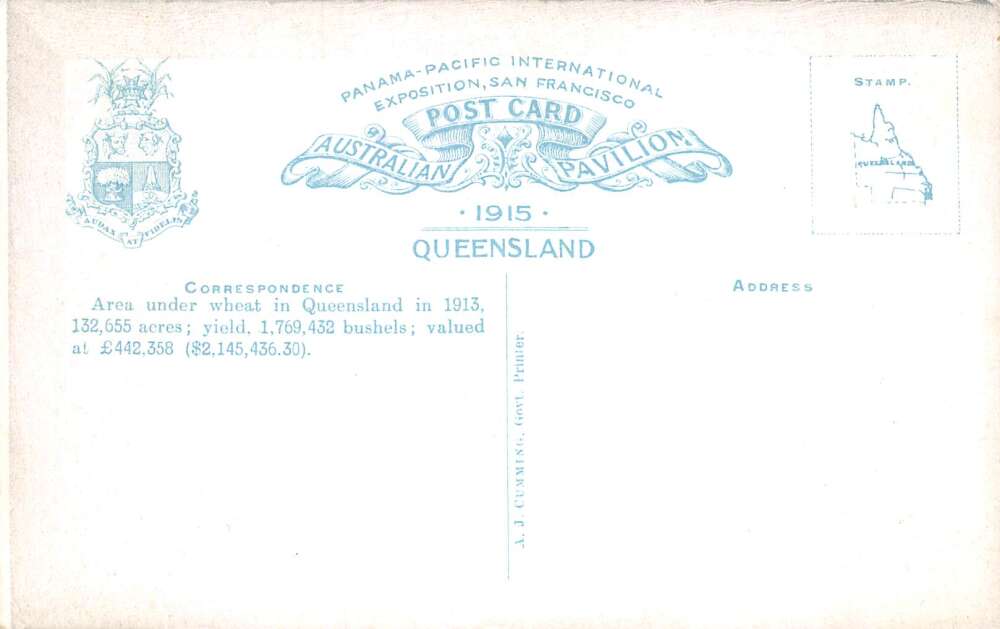 PANAMA-PACIFIC INTERNATIONAL
EXPOSITION, SAN FRANCISCO
POST CARD
AUSTRALIAN PAVILION
· 1915 ·
QUEENSLAND
AUDAX AT FIDELIS
STAMP.
QUEENSLAND
CORRESPONDENCE
Area under wheat in Queensland in 1913,
132,655 acres; yield, 1,769,432 bushels; valued
at £442,358 ($2,145,436.30).
A. J. CUMMING, Govt. Printer.
ADDRESS